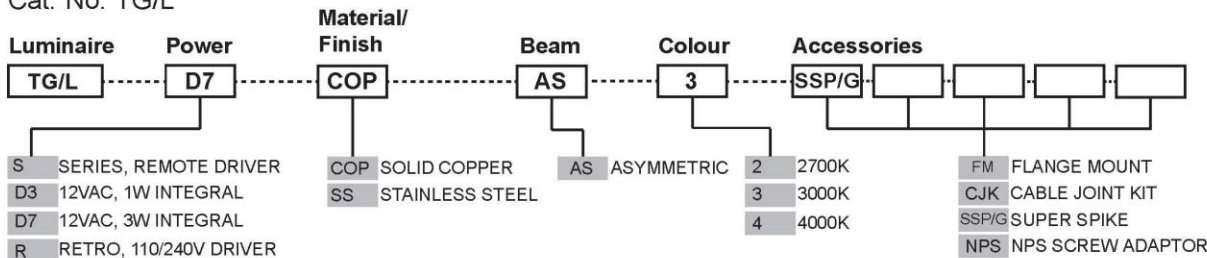 Cat. No. TG/L
Material/
Luminaire Power Finish Beam Colour Accessories
TG/L D7 COP AS 3 SSP/G
S SERIES, REMOTE DRIVER COP SOLID COPPER AS ASYMMETRIC 2 2700K FM FLANGE MOUNT
D3 12VAC, 1W INTEGRAL SS STAINLESS STEEL 3 3000K CJK CABLE JOINT KIT
D7 12VAC, 3W INTEGRAL 4 4000K SSP/G SUPER SPIKE
R RETRO, 110/240V DRIVER NPS NPS SCREW ADAPTOR